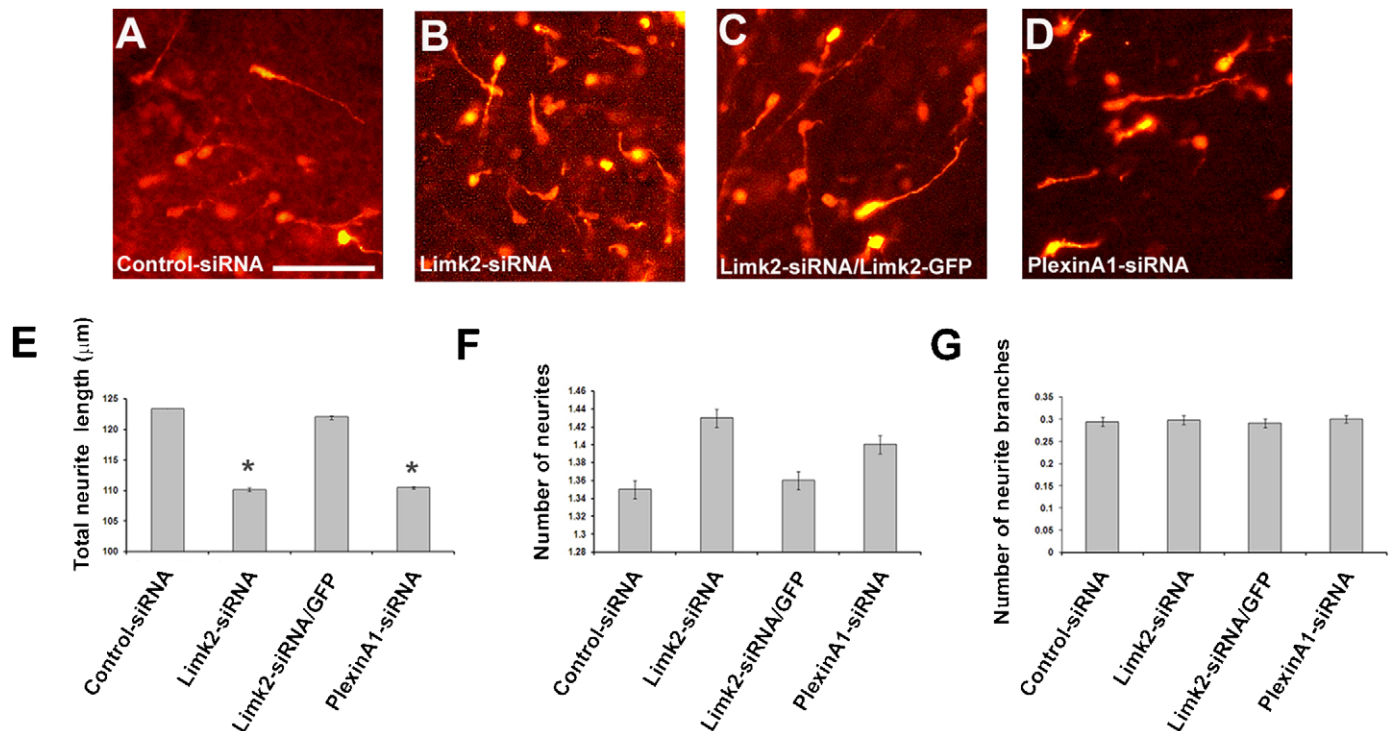 A
B
C
D
Control-siRNA
Limk2-siRNA
Limk2-siRNA/Limk2-GFP
PlexinA1-siRNA
E
Total neurite length (µm)
125
120
115
110
105
100
*
*
Control-siRNA
Limk2-siRNA
Limk2-siRNA/GFP
PlexinA1-siRNA
F
Number of neurites
1.46
1.44
1.42
1.4
1.38
1.36
1.34
1.32
1.3
1.28
Control-siRNA
Limk2-siRNA
Limk2-siRNA/GFP
PlexinA1-siRNA
G
Number of neurite branches
0.35
0.3
0.25
0.2
0.15
0.1
0.05
0
Control-siRNA
Limk2-siRNA
Limk2-siRNA/GFP
PlexinA1-siRNA